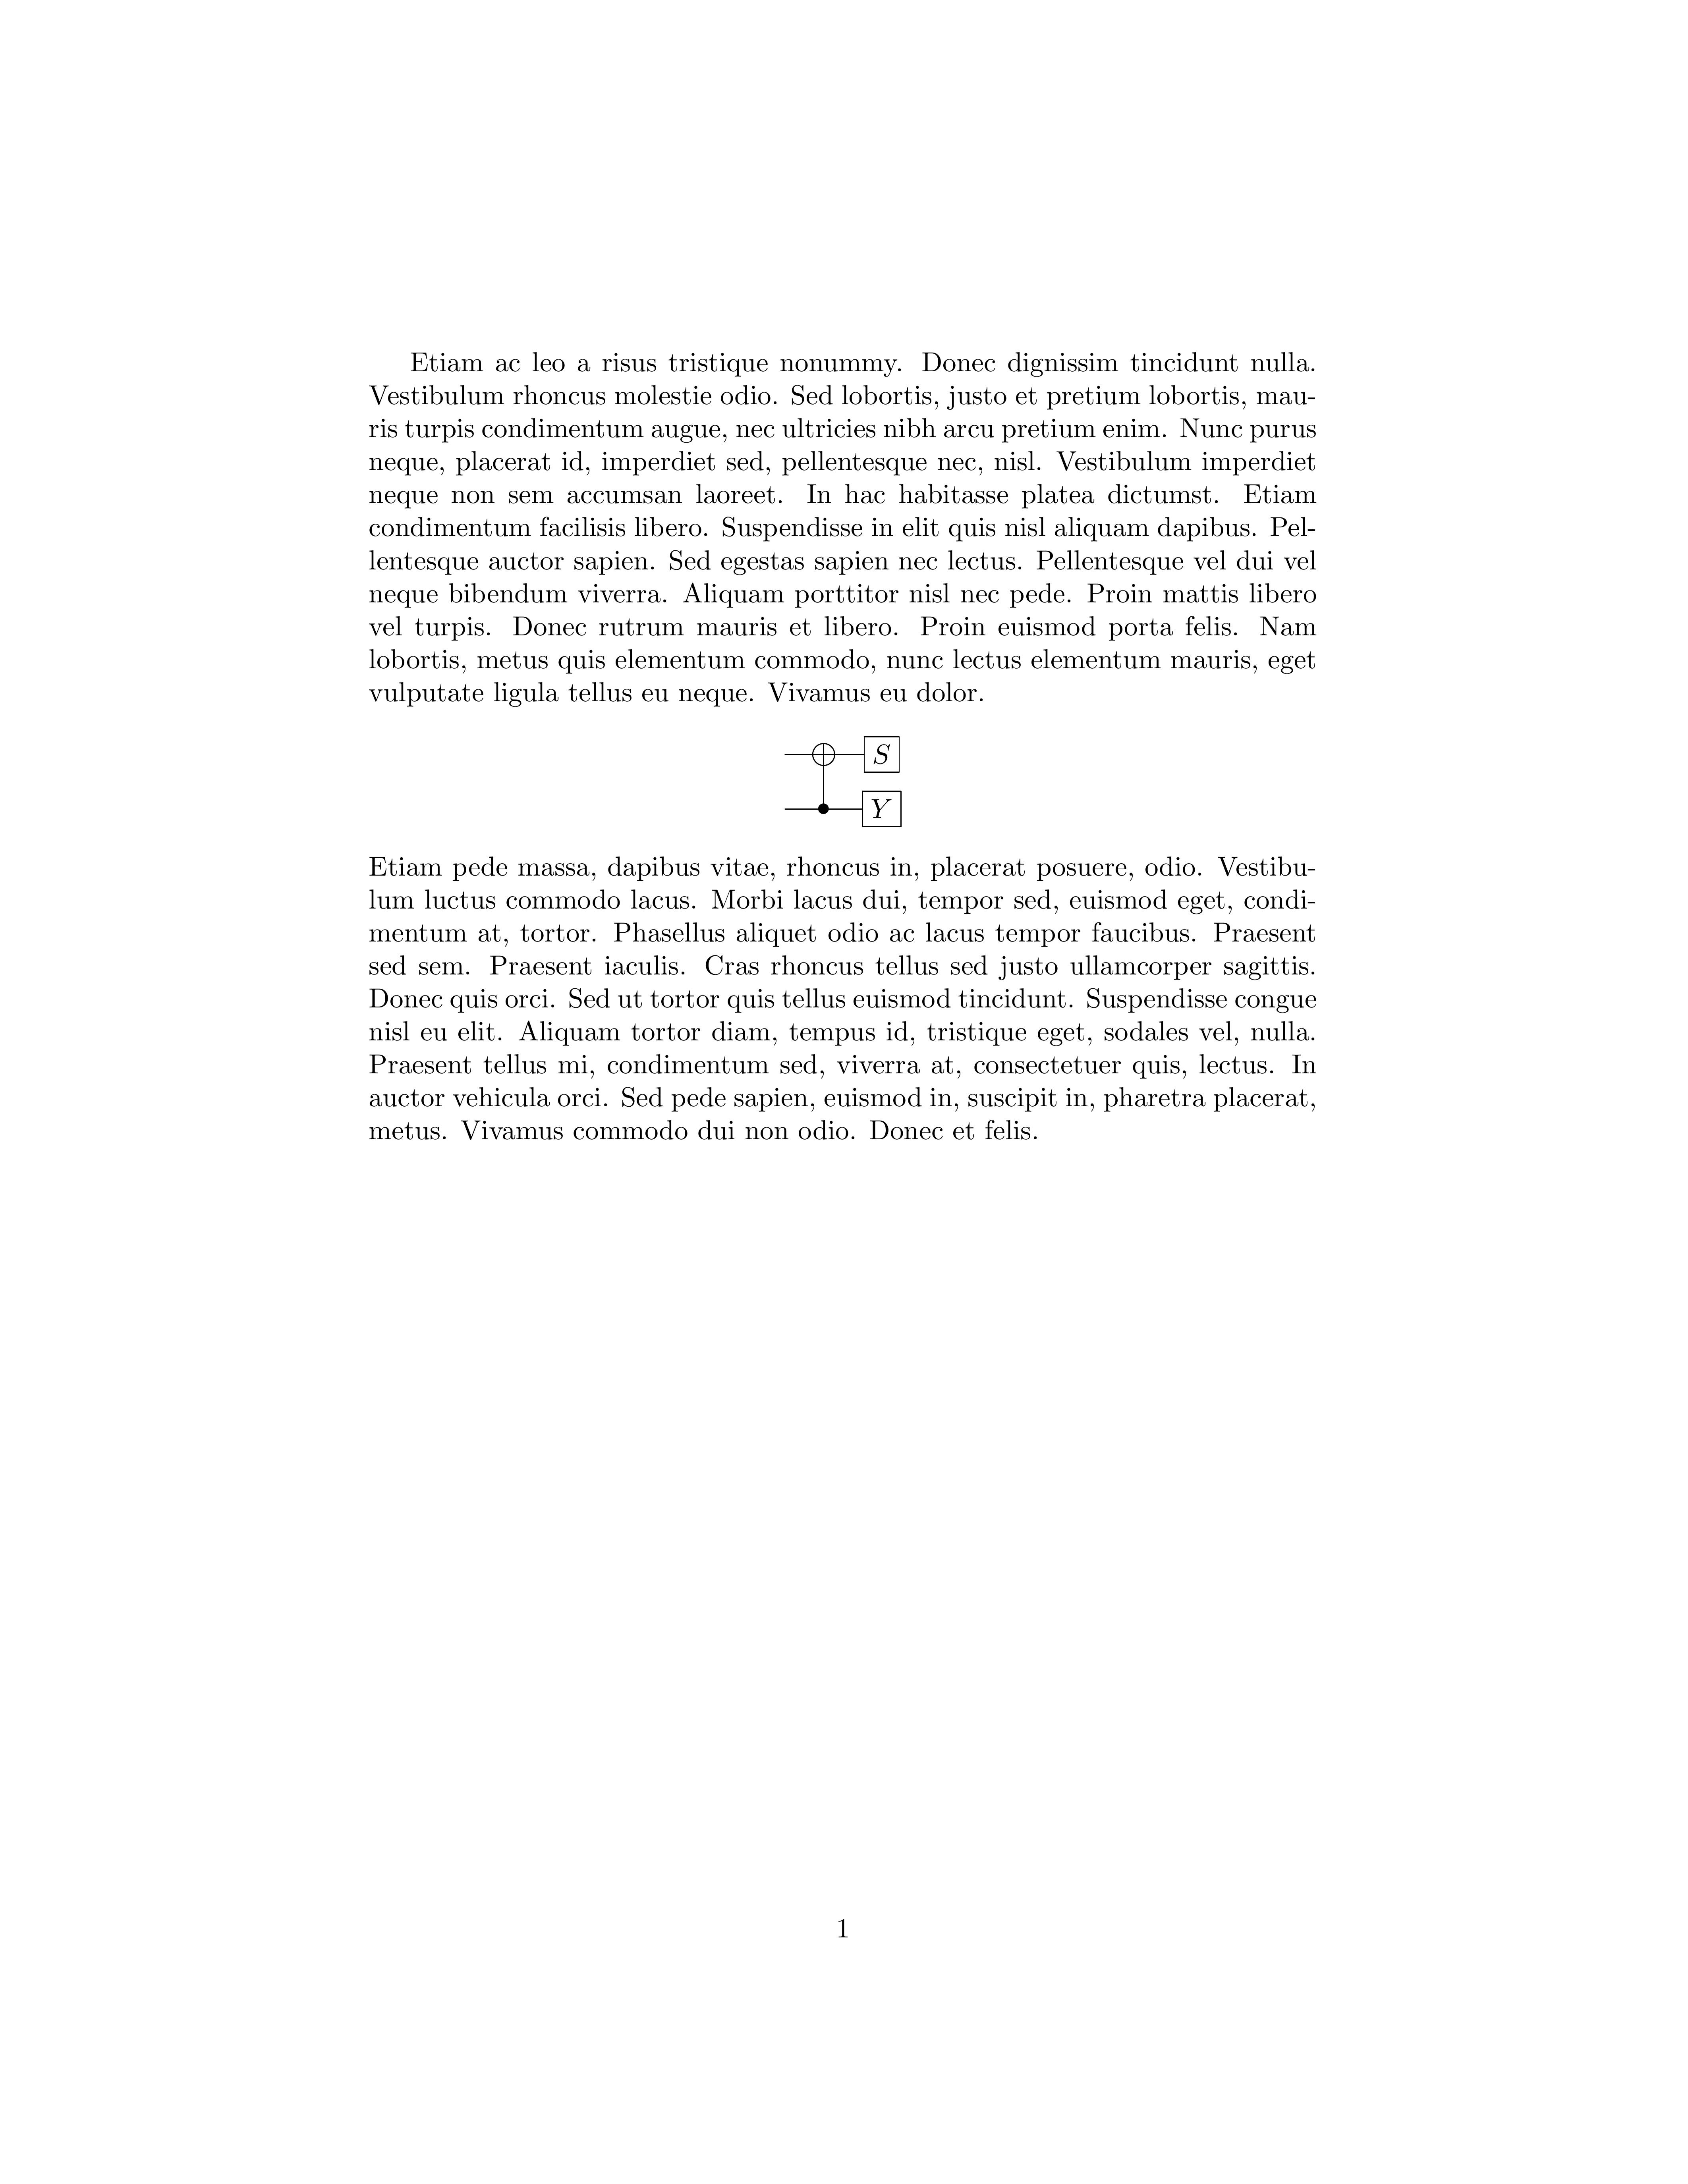 Etiam ac leo a risus tristique nonummy. Donec dignissim tincidunt nulla.
Vestibulum rhoncus molestie odio. Sed lobortis, justo et pretium lobortis, mau-
ris turpis condimentum augue, nec ultricies nibh arcu pretium enim. Nunc purus
neque, placerat id, imperdiet sed, pellentesque nec, nisl. Vestibulum imperdiet
neque non sem accumsan laoreet. In hac habitasse platea dictumst. Etiam
condimentum facilisis libero. Suspendisse in elit quis nisl aliquam dapibus. Pel-
lentesque auctor sapien. Sed egestas sapien nec lectus. Pellentesque vel dui vel
neque bibendum viverra. Aliquam porttitor nisl nec pede. Proin mattis libero
vel turpis. Donec rutrum mauris et libero. Proin euismod porta felis. Nam
lobortis, metus quis elementum commodo, nunc lectus elementum mauris, eget
vulputate ligula tellus eu neque. Vivamus eu dolor.
S
Y
Etiam pede massa, dapibus vitae, rhoncus in, placerat posuere, odio. Vestibu-
lum luctus commodo lacus. Morbi lacus dui, tempor sed, euismod eget, condi-
mentum at, tortor. Phasellus aliquet odio ac lacus tempor faucibus. Praesent
sed sem. Praesent iaculis. Cras rhoncus tellus sed justo ullamcorper sagittis.
Donec quis orci. Sed ut tortor quis tellus euismod tincidunt. Suspendisse congue
nisl eu elit. Aliquam tortor diam, tempus id, tristique eget, sodales vel, nulla.
Praesent tellus mi, condimentum sed, viverra at, consectetuer quis, lectus. In
auctor vehicula orci. Sed pede sapien, euismod in, suscipit in, pharetra placerat,
metus. Vivamus commodo dui non odio. Donec et felis.
1